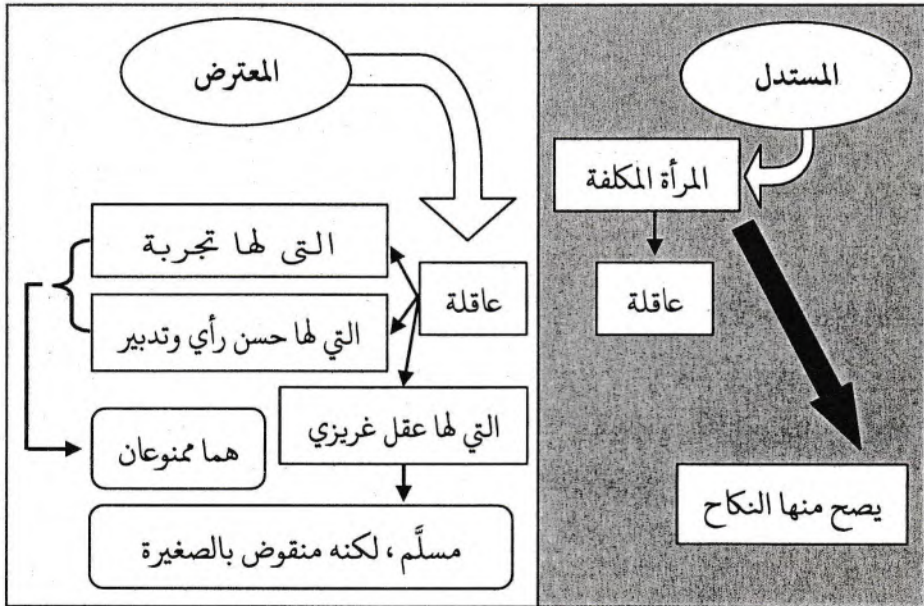 المستدل
المرأة المكلفة
عاقلة
يصح منها النكاح
المعترض
عاقلة
التى لها تجربة
التي لها حسن رأي وتدبير
هما ممنوعان
التي لها عقل غريزي
مسلَّم ، لكنه منقوض بالصغيرة